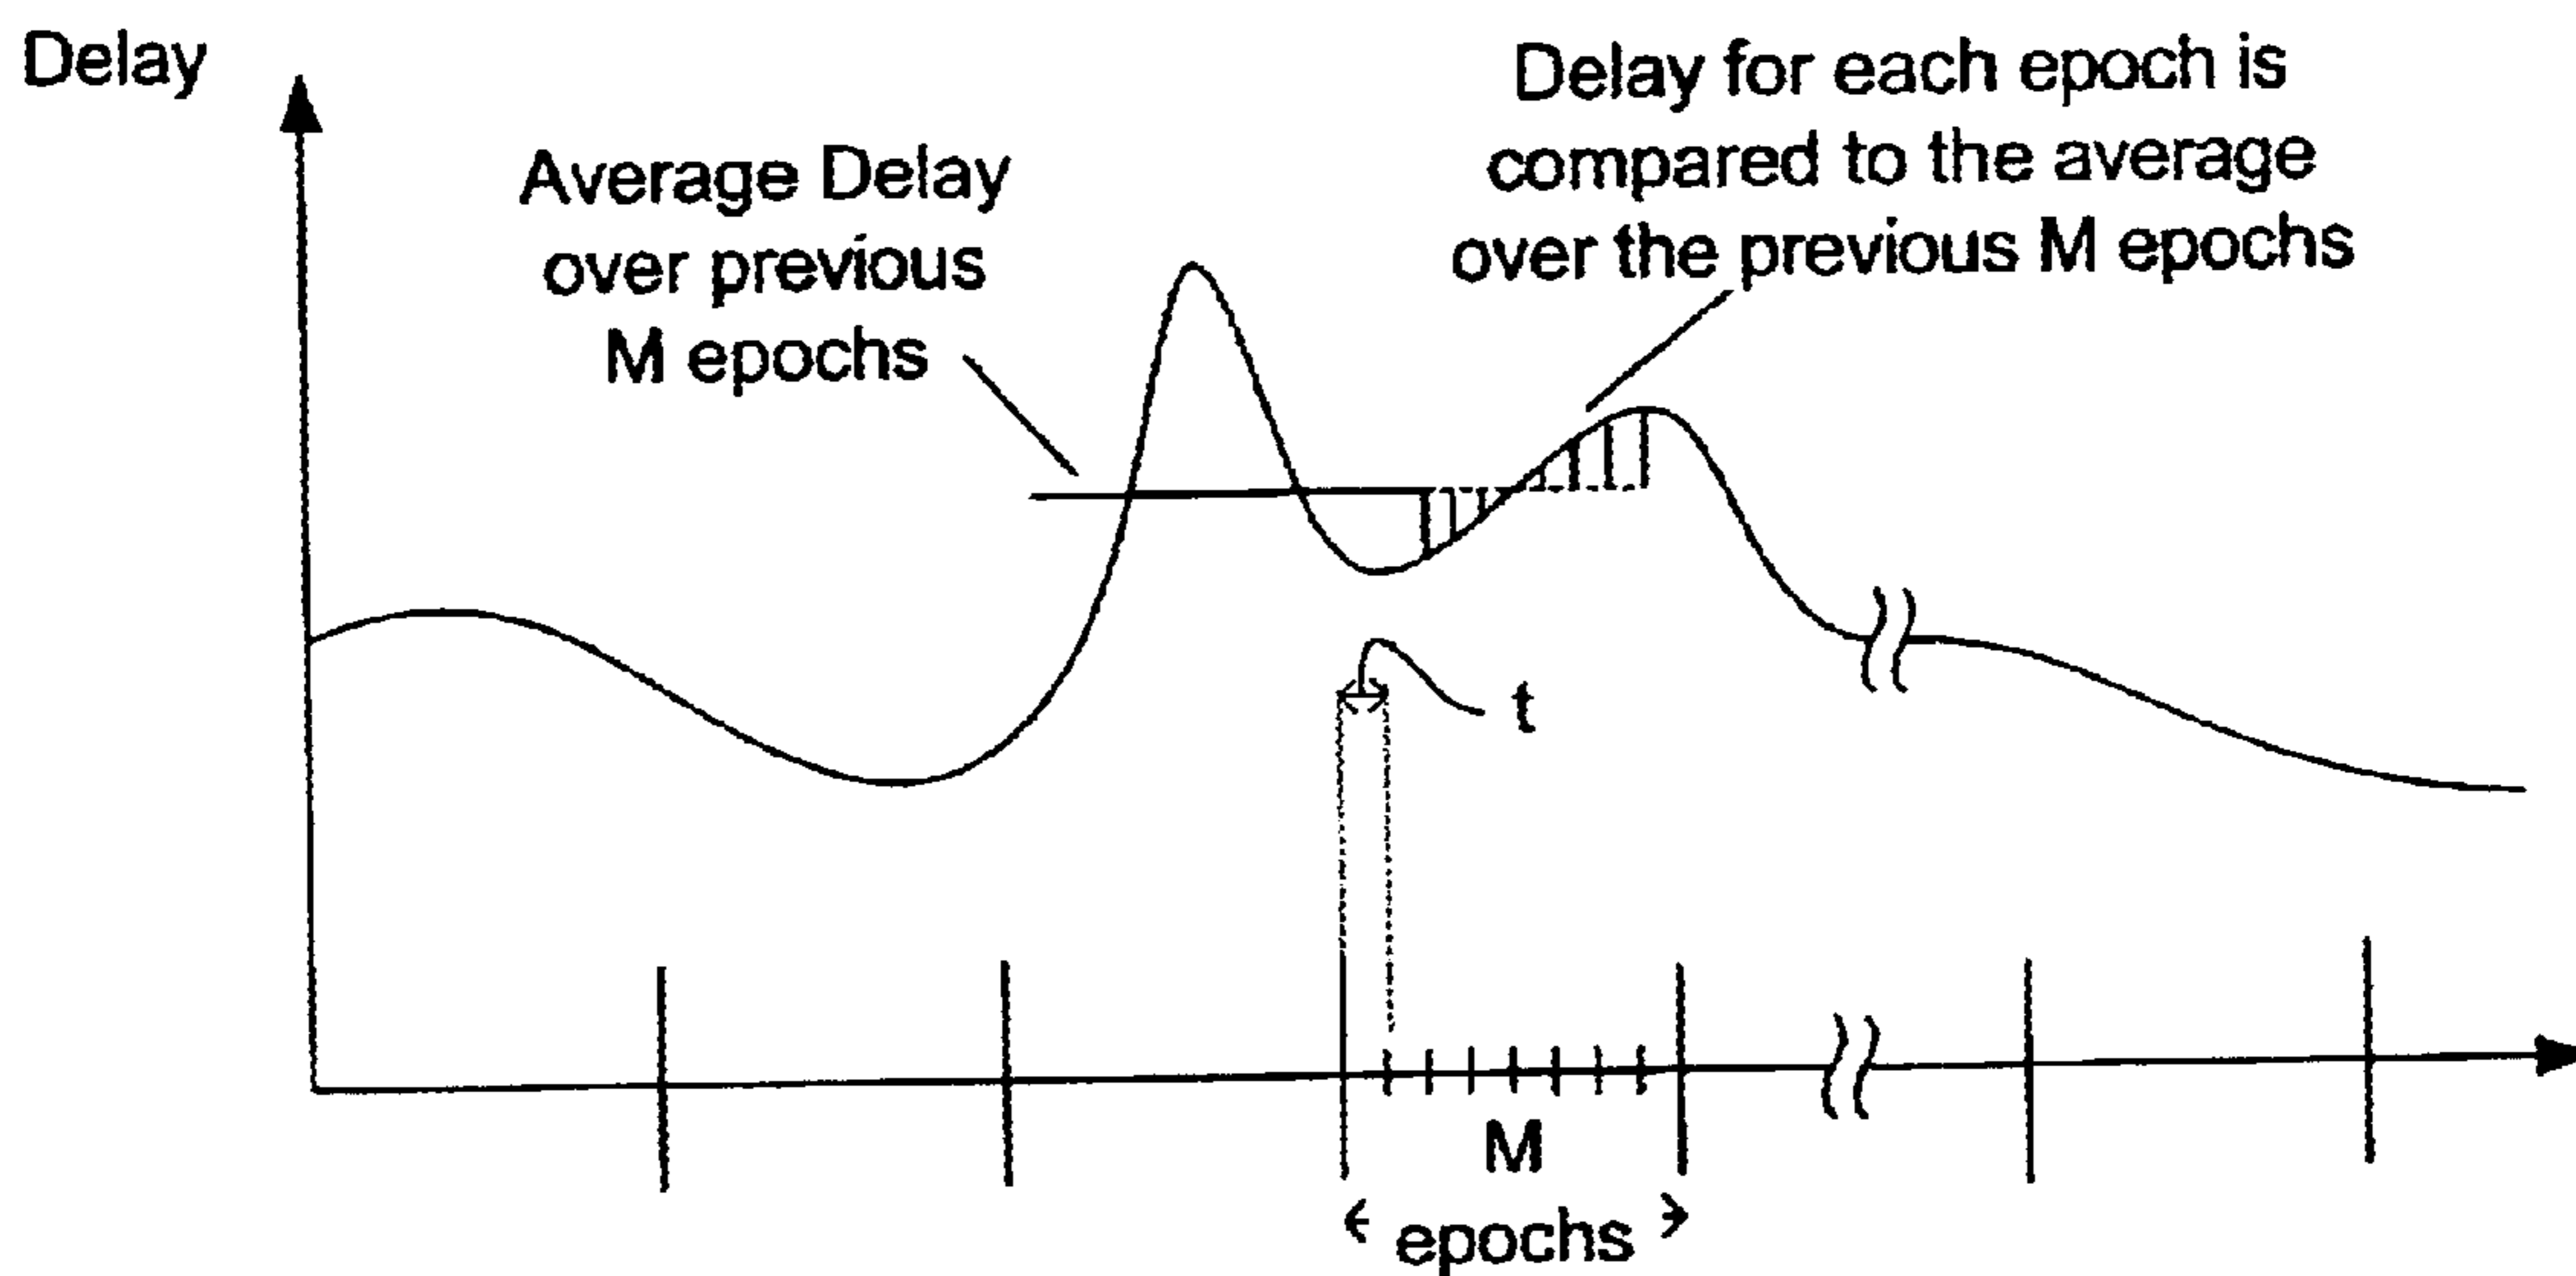 Delay
Average Delay
over previous
M epochs
Delay for each epoch is
compared to the average
over the previous M epochs
t
M
epochs